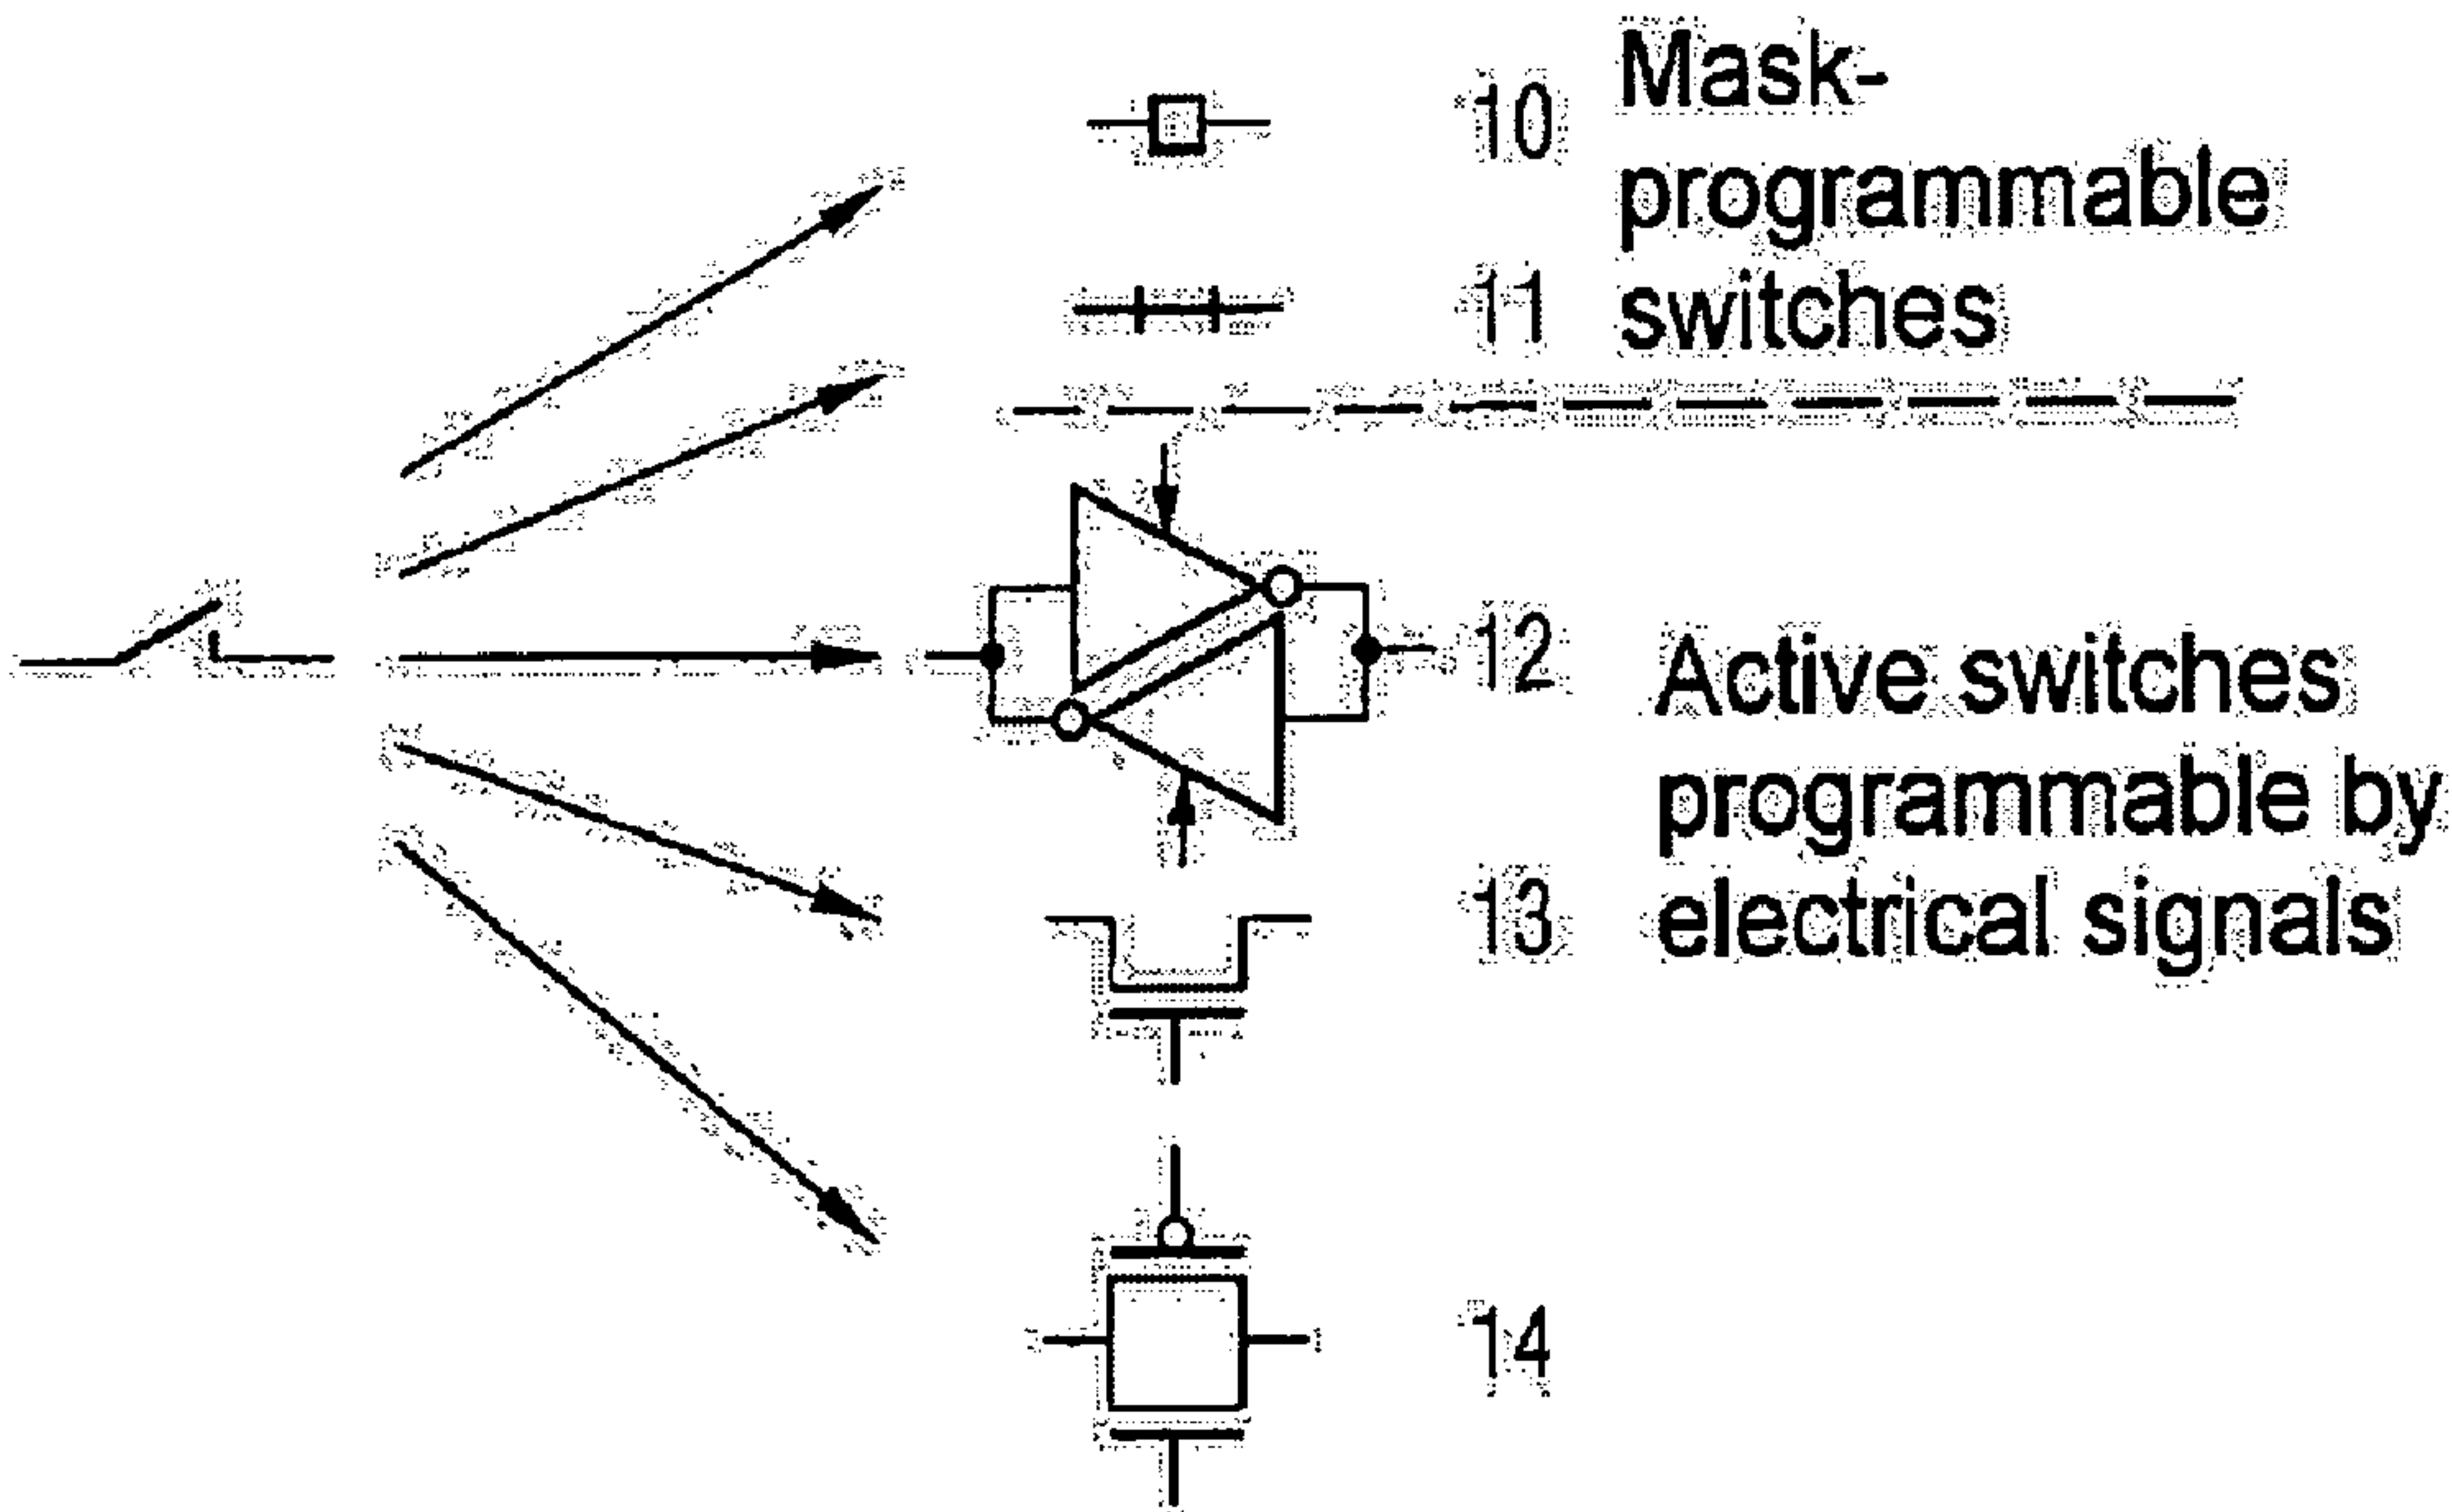 10 Mask-
programmable
11 switches
12 Active switches
programmable by
13 electrical signals
14